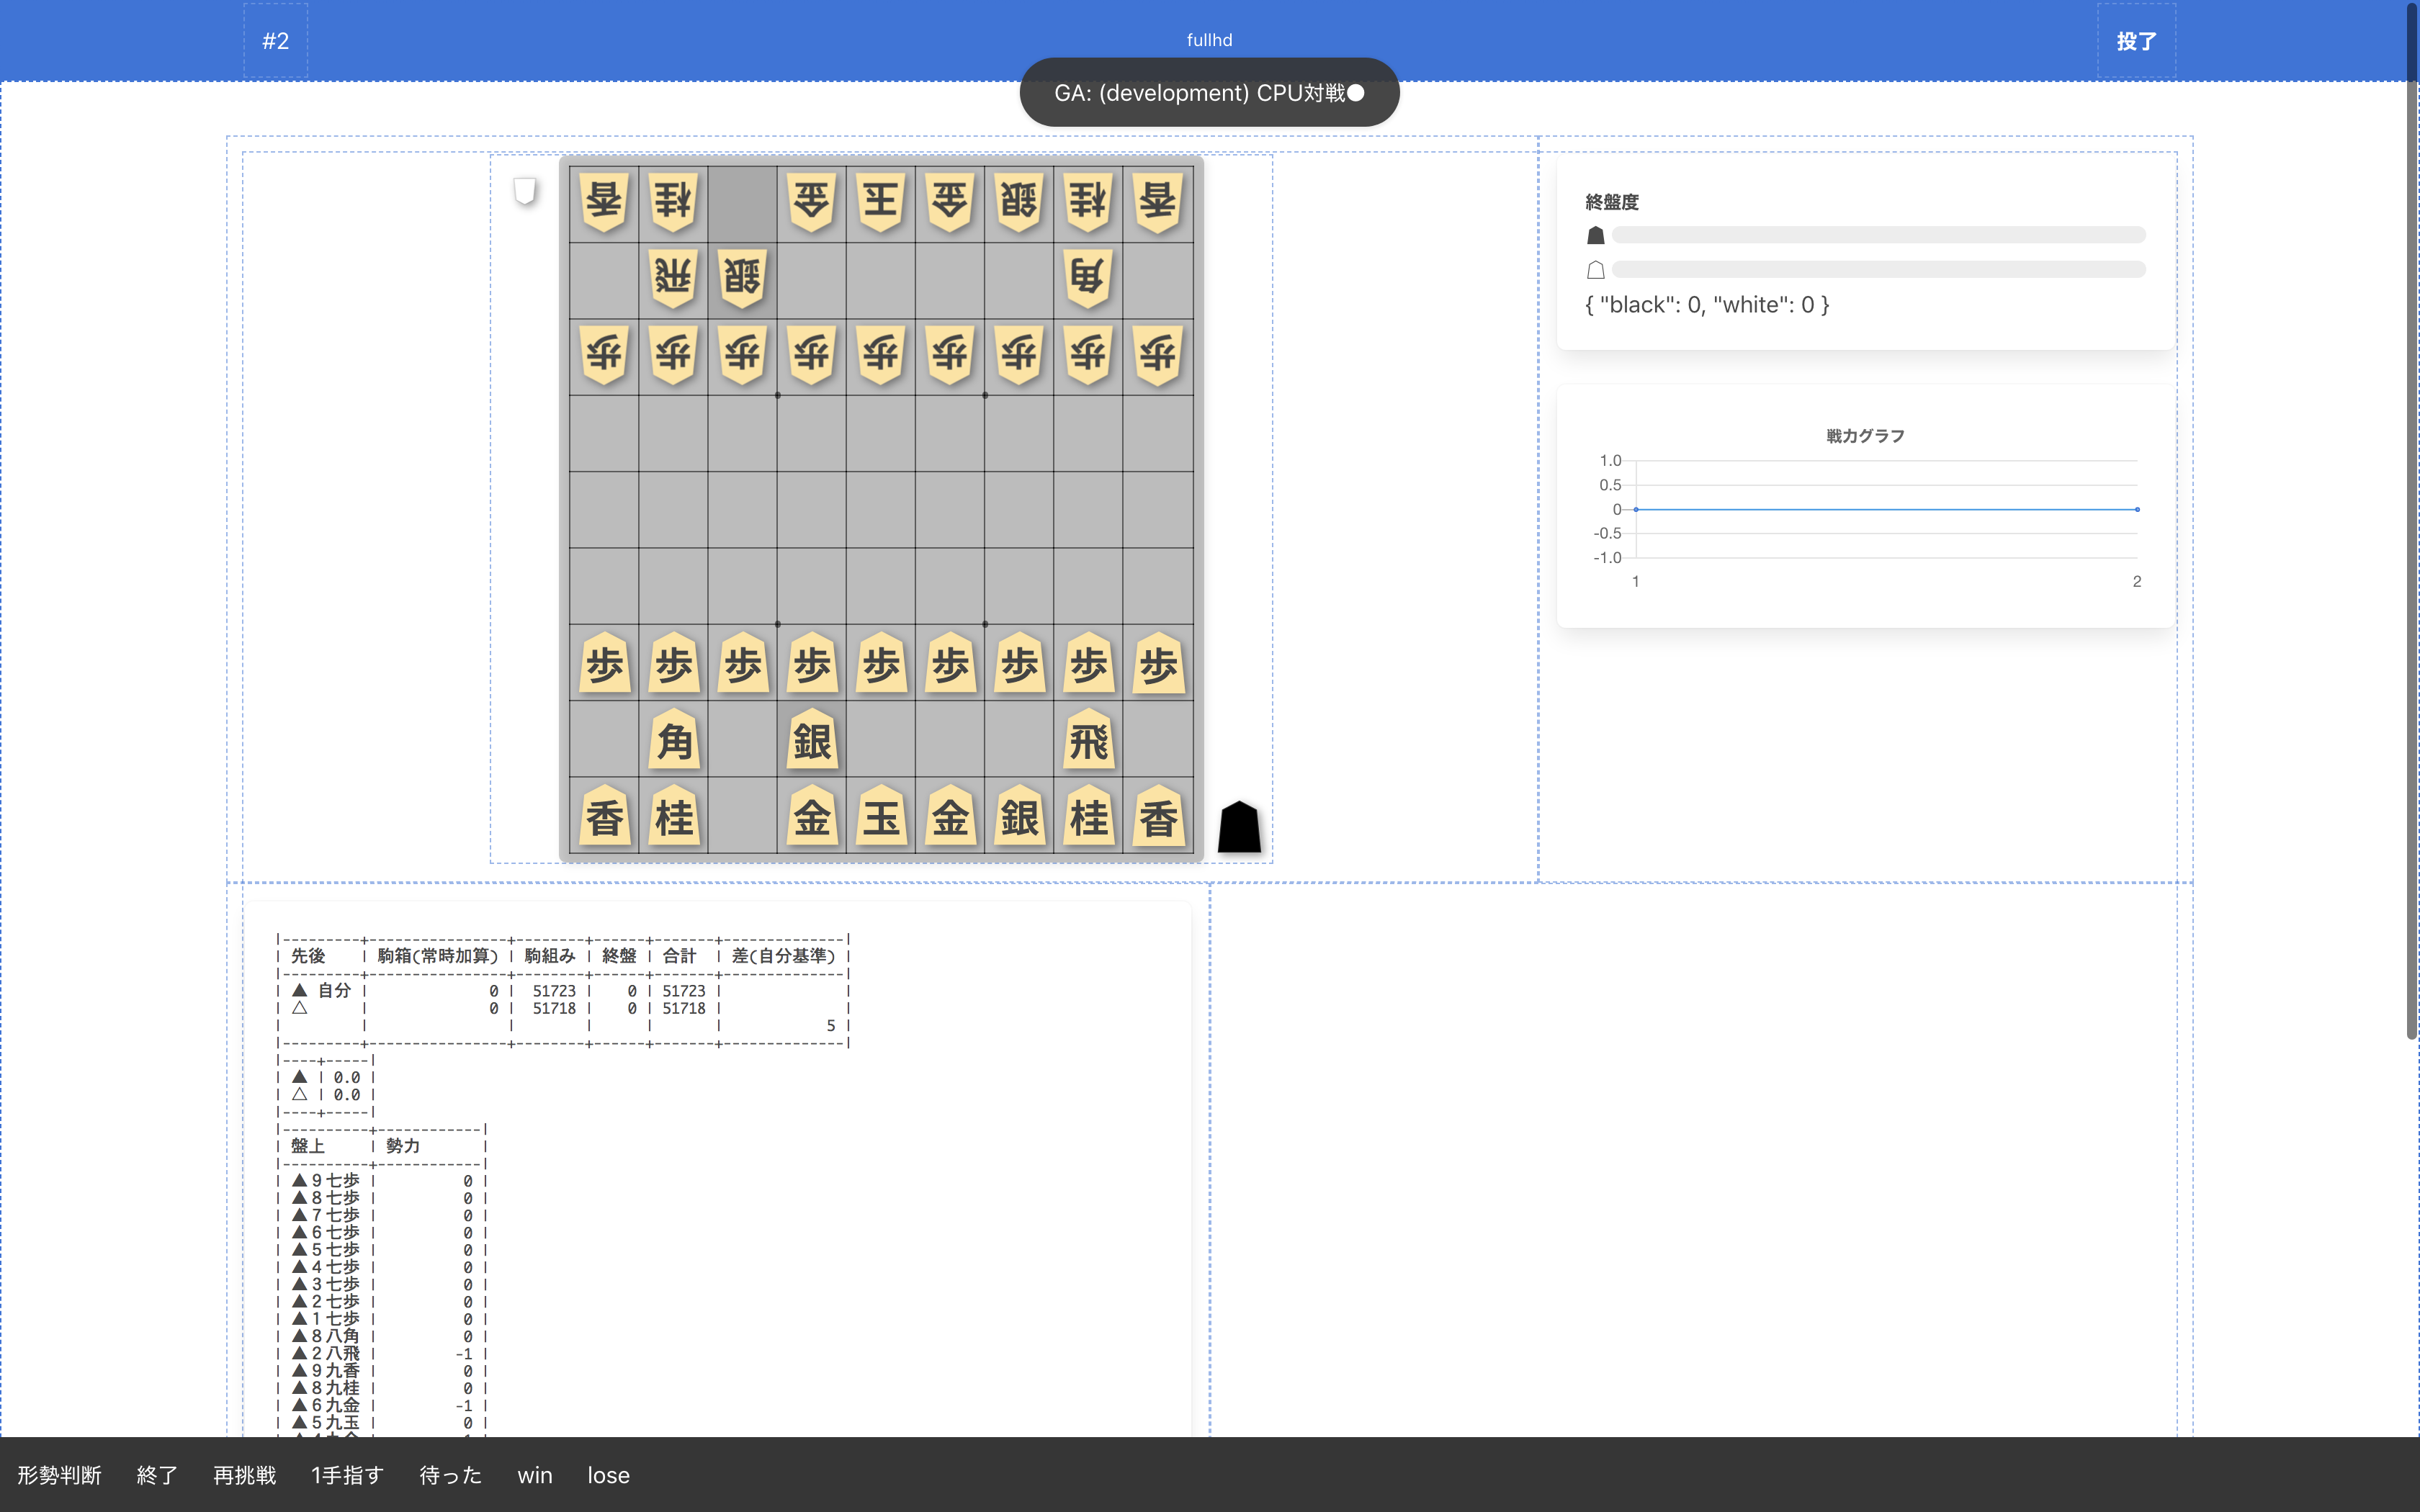 #2
fullhd
投了
GA: (development) CPU対戦●
香 桂 金 玉 金 銀 桂 香
飛 銀 角
歩 歩 歩 歩 歩 歩 歩 歩 歩
歩 歩 歩 歩 歩 歩 歩 歩 歩
角 銀 飛
香 桂 金 玉 金 銀 桂 香
終盤度
{ "black": 0, "white": 0 }
戦力グラフ
1.0
0.5
0
-0.5
-1.0
1 2
|---------+----------------+--------+------+-------+--------------|
| 先後 | 駒箱(常時加算) | 駒組み | 終盤 | 合計 | 差(自分基準) |
|---------+----------------+--------+------+-------+--------------|
| ▲ 自分 | 0 | 51723 | 0 | 51723 | |
| △ | 0 | 51718 | 0 | 51718 | |
| | | | | | 5 |
|---------+----------------+--------+------+-------+--------------|
|----+-----|
| ▲ | 0.0 |
| △ | 0.0 |
|----+-----|
|----------+------------|
| 盤上 | 勢力 |
|----------+------------|
| ▲9七歩 | 0 |
| ▲8七歩 | 0 |
| ▲7七歩 | 0 |
| ▲6七歩 | 0 |
| ▲5七歩 | 0 |
| ▲4七歩 | 0 |
| ▲3七歩 | 0 |
| ▲2七歩 | 0 |
| ▲1七歩 | 0 |
| ▲8八角 | 0 |
| ▲2八飛 | -1 |
| ▲9九香 | 0 |
| ▲8九桂 | 0 |
| ▲6九金 | -1 |
| ▲5九玉 | 0 |
形勢判断 終了 再挑戦 1手指す 待った win lose